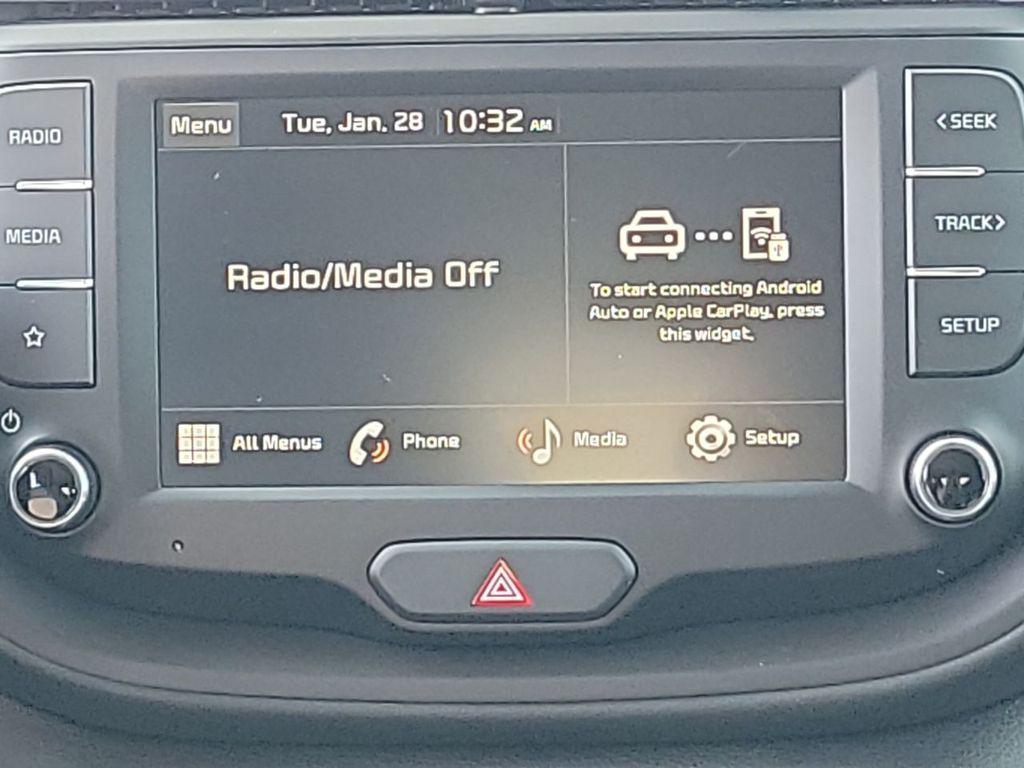 RADIO
MEDIA
Menu
Tue, Jan. 28 10:32 AM
Radio/Media Off
To start connecting Android
Auto or Apple CarPlay, press
this widget.
All Menus
Phone
Media
Setup
<SEEK
TRACK>
SETUP